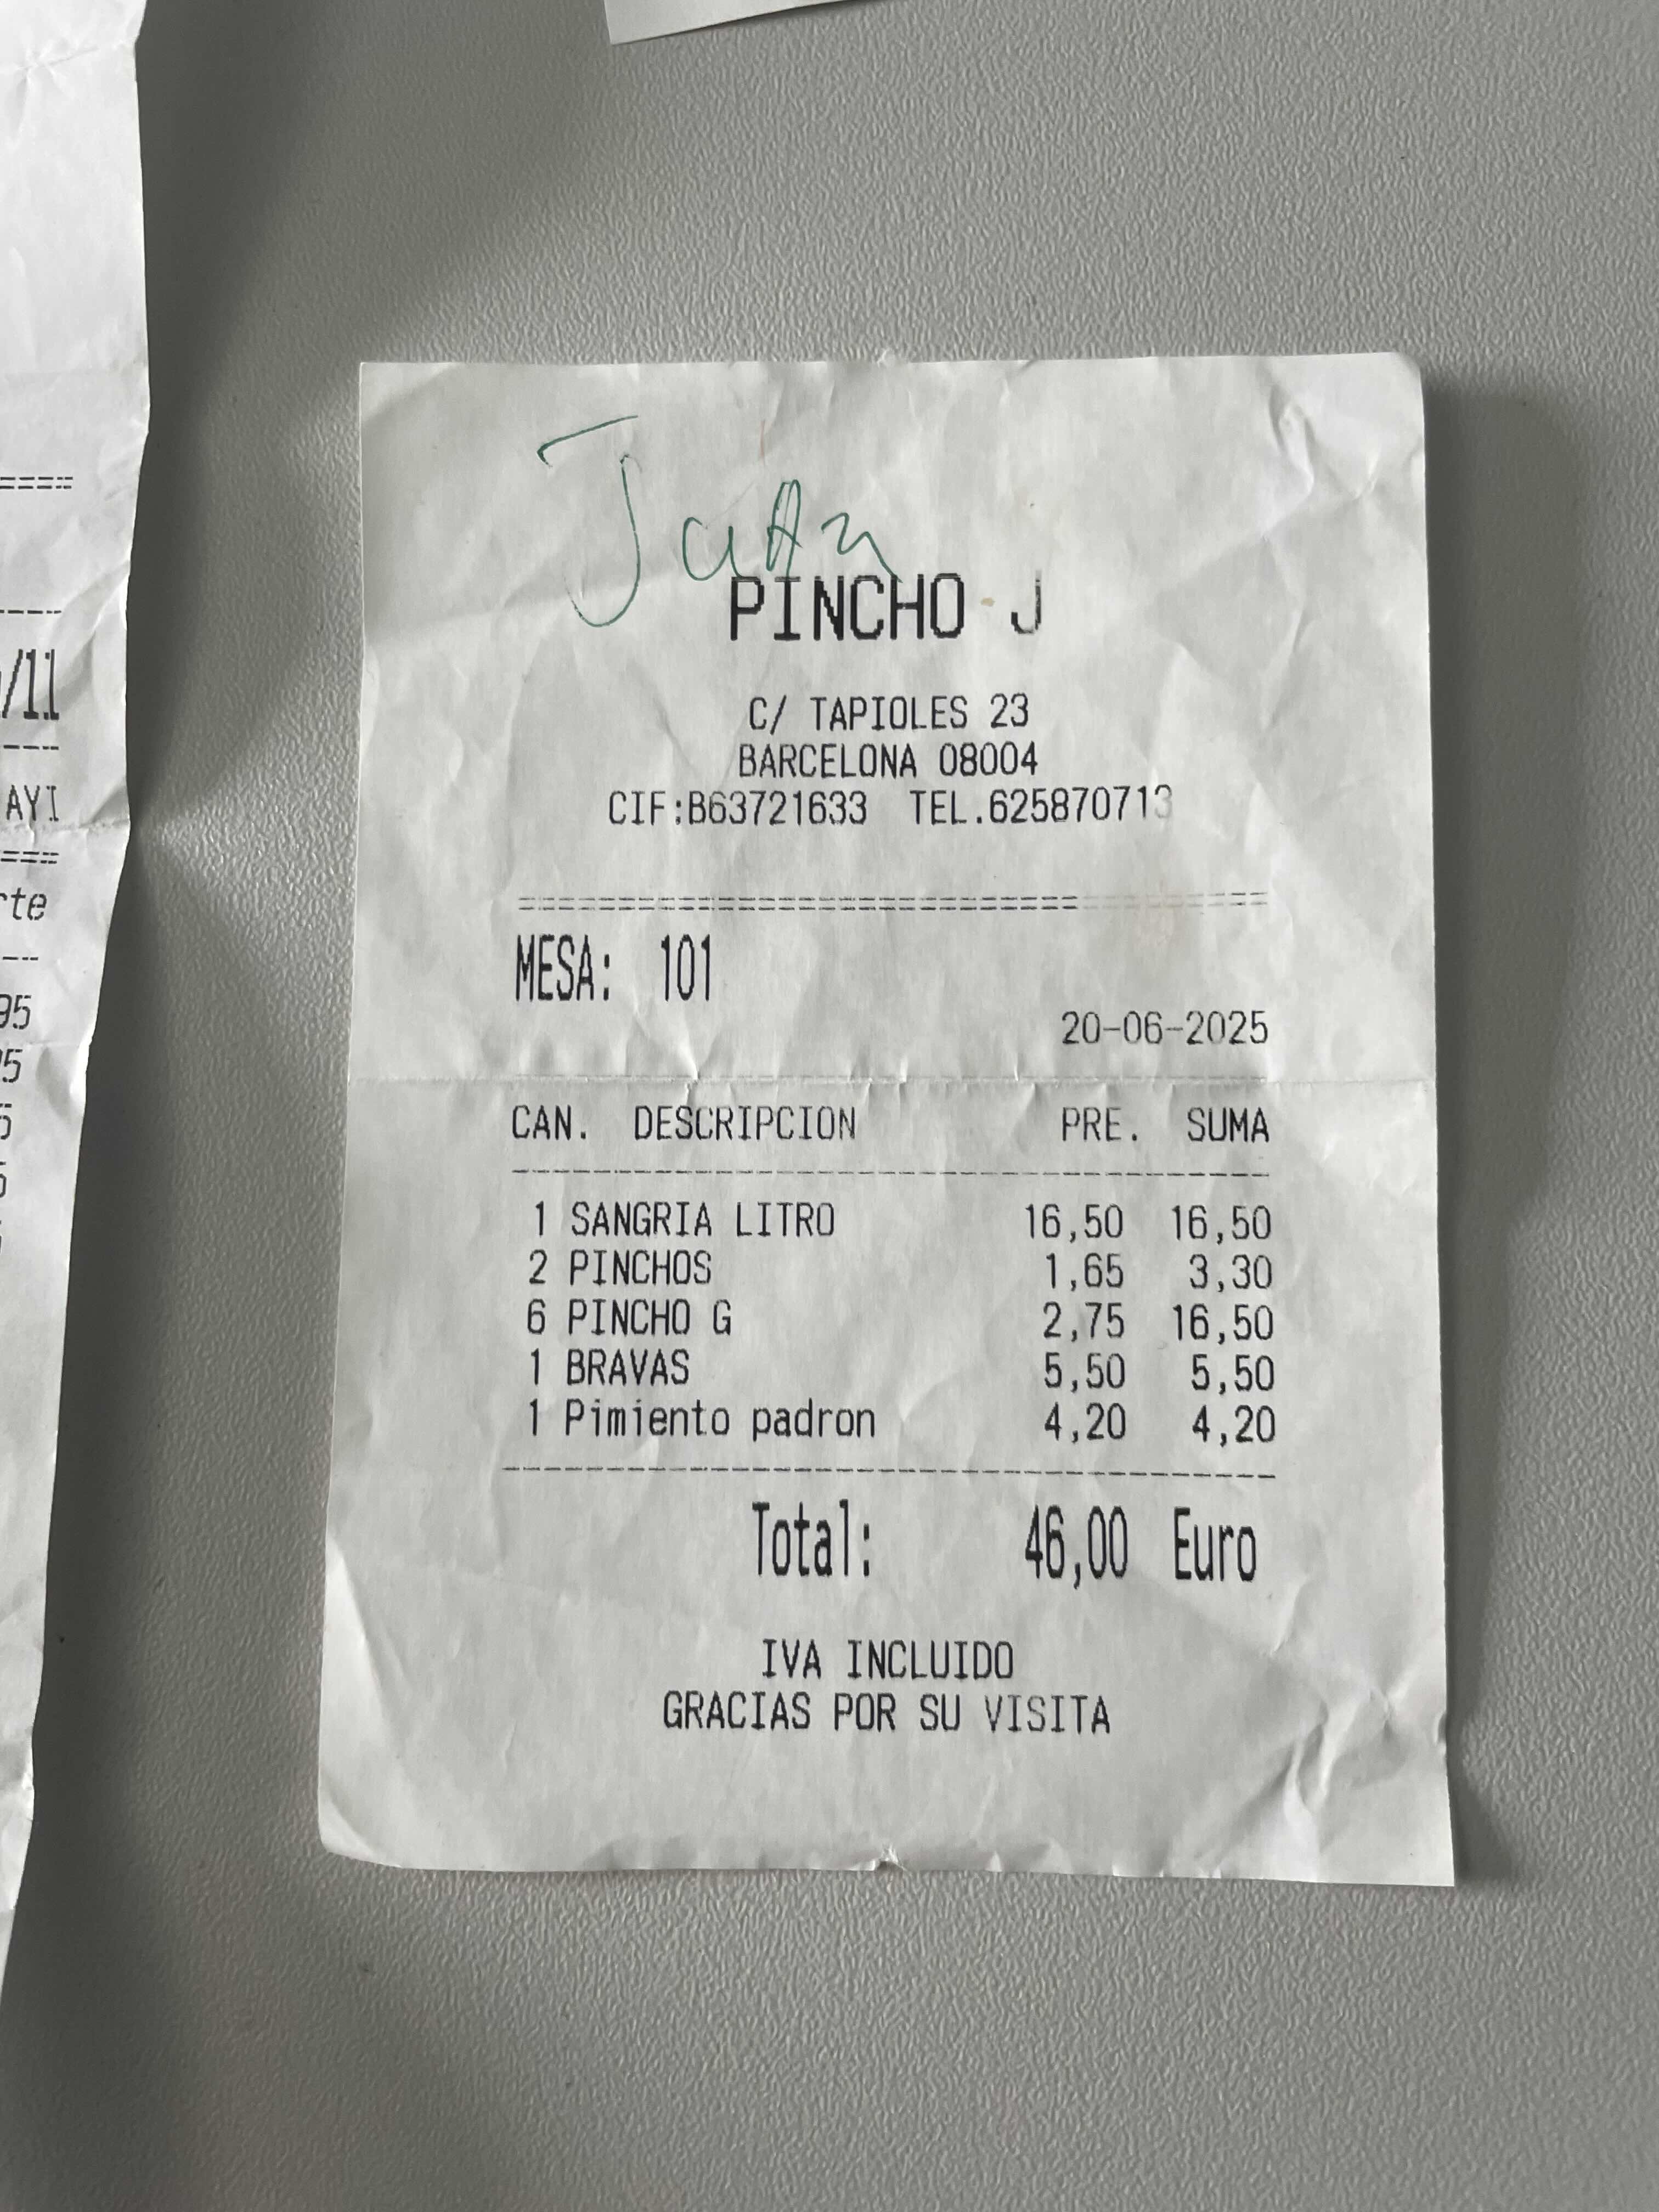 ====
----
/11
----
AYI
====
rte
---
95
5
5
5
Juan
PINCHO J
C/ TAPIOLES 23
BARCELONA 08004
CIF:B63721633 TEL.625870713
===================================
MESA: 101
20-06-2025
CAN. DESCRIPCION PRE. SUMA
-----------------------------------
1 SANGRIA LITRO 16,50 16,50
2 PINCHOS 1,65 3,30
6 PINCHO G 2,75 16,50
1 BRAVAS 5,50 5,50
1 Pimiento padron 4,20 4,20
-----------------------------------
Total: 46,00 Euro
IVA INCLUIDO
GRACIAS POR SU VISITA